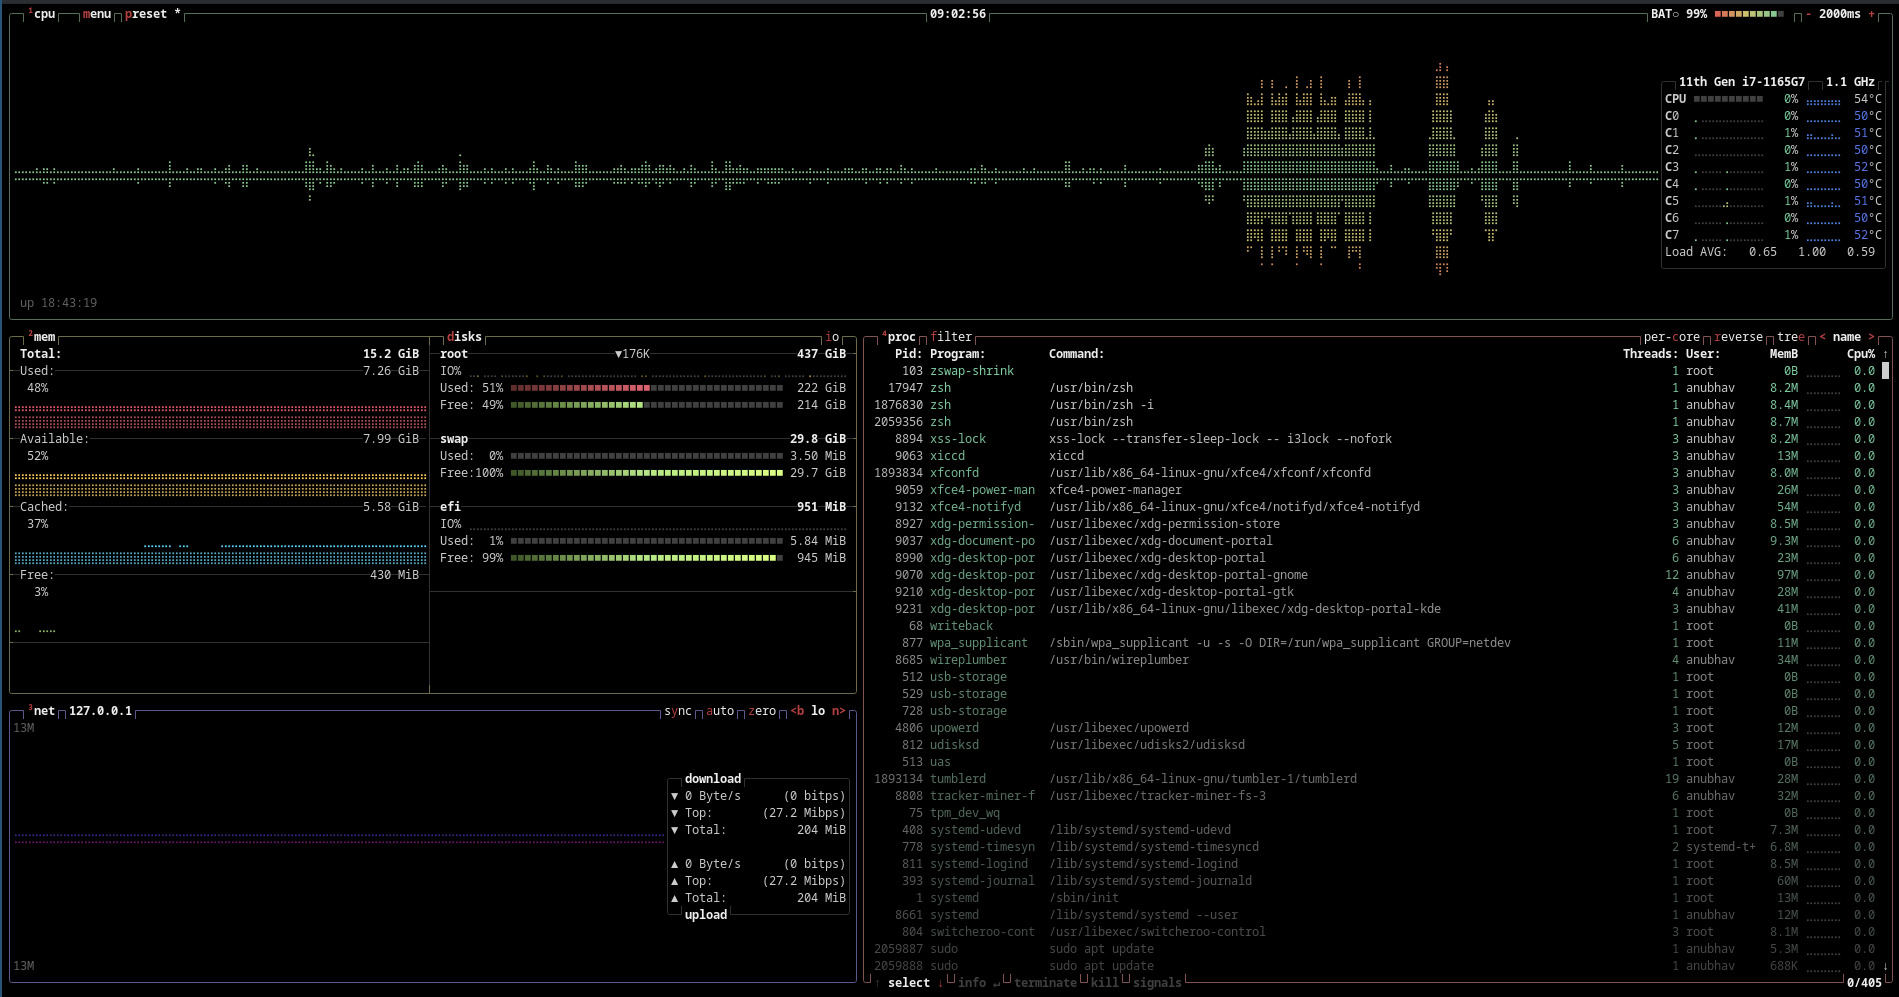 ¹cpu menu preset * 09:02:56 BAT○ 99% - 2000ms +
11th Gen i7-1165G7 1.1 GHz
CPU 0% 54°C
C0 0% 50°C
C1 1% 51°C
C2 0% 50°C
C3 1% 52°C
C4 0% 50°C
C5 1% 51°C
C6 0% 50°C
C7 1% 52°C
Load AVG: 0.65 1.00 0.59
up 18:43:19
²mem
Total: 15.2 GiB
Used: 7.26 GiB
48%
Available: 7.99 GiB
52%
Cached: 5.58 GiB
37%
Free: 430 MiB
3%
disks io
root ▼176K 437 GiB
IO%
Used: 51% 222 GiB
Free: 49% 214 GiB
swap 29.8 GiB
Used: 0% 3.50 MiB
Free:100% 29.7 GiB
efi 951 MiB
IO%
Used: 1% 5.84 MiB
Free: 99% 945 MiB
³net 127.0.0.1 sync auto zero <b lo n>
13M
download
▼ 0 Byte/s (0 bitps)
▼ Top: (27.2 Mibps)
▼ Total: 204 MiB
▲ 0 Byte/s (0 bitps)
▲ Top: (27.2 Mibps)
▲ Total: 204 MiB
upload
13M
⁴proc filter per-core reverse tree < name >
Pid: Program: Command: Threads: User: MemB Cpu% ↑
103 zswap-shrink 1 root 0B 0.0
17947 zsh /usr/bin/zsh 1 anubhav 8.2M 0.0
1876830 zsh /usr/bin/zsh -i 1 anubhav 8.4M 0.0
2059356 zsh /usr/bin/zsh 1 anubhav 8.7M 0.0
8894 xss-lock xss-lock --transfer-sleep-lock -- i3lock --nofork 3 anubhav 8.2M 0.0
9063 xiccd xiccd 3 anubhav 13M 0.0
1893834 xfconfd /usr/lib/x86_64-linux-gnu/xfce4/xfconf/xfconfd 3 anubhav 8.0M 0.0
9059 xfce4-power-man xfce4-power-manager 3 anubhav 26M 0.0
9132 xfce4-notifyd /usr/lib/x86_64-linux-gnu/xfce4/notifyd/xfce4-notifyd 3 anubhav 54M 0.0
8927 xdg-permission- /usr/libexec/xdg-permission-store 3 anubhav 8.5M 0.0
9037 xdg-document-po /usr/libexec/xdg-document-portal 6 anubhav 9.3M 0.0
8990 xdg-desktop-por /usr/libexec/xdg-desktop-portal 6 anubhav 23M 0.0
9070 xdg-desktop-por /usr/libexec/xdg-desktop-portal-gnome 12 anubhav 97M 0.0
9210 xdg-desktop-por /usr/libexec/xdg-desktop-portal-gtk 4 anubhav 28M 0.0
9231 xdg-desktop-por /usr/lib/x86_64-linux-gnu/libexec/xdg-desktop-portal-kde 3 anubhav 41M 0.0
68 writeback 1 root 0B 0.0
877 wpa_supplicant /sbin/wpa_supplicant -u -s -O DIR=/run/wpa_supplicant GROUP=netdev 1 root 11M 0.0
8685 wireplumber /usr/bin/wireplumber 4 anubhav 34M 0.0
512 usb-storage 1 root 0B 0.0
529 usb-storage 1 root 0B 0.0
728 usb-storage 1 root 0B 0.0
4806 upowerd /usr/libexec/upowerd 3 root 12M 0.0
812 udisksd /usr/libexec/udisks2/udisksd 5 root 17M 0.0
513 uas 1 root 0B 0.0
1893134 tumblerd /usr/lib/x86_64-linux-gnu/tumbler-1/tumblerd 19 anubhav 28M 0.0
8808 tracker-miner-f /usr/libexec/tracker-miner-fs-3 6 anubhav 32M 0.0
75 tpm_dev_wq 1 root 0B 0.0
408 systemd-udevd /lib/systemd/systemd-udevd 1 root 7.3M 0.0
778 systemd-timesyn /lib/systemd/systemd-timesyncd 2 systemd-t+ 6.8M 0.0
811 systemd-logind /lib/systemd/systemd-logind 1 root 8.5M 0.0
393 systemd-journal /lib/systemd/systemd-journald 1 root 60M 0.0
1 systemd /sbin/init 1 root 13M 0.0
8661 systemd /lib/systemd/systemd --user 1 anubhav 12M 0.0
804 switcheroo-cont /usr/libexec/switcheroo-control 3 root 8.1M 0.0
2059887 sudo sudo apt update 1 anubhav 5.3M 0.0
2059888 sudo sudo apt update 1 anubhav 688K 0.0 ↓
↑ select ↓ info ↵ terminate kill signals 0/405